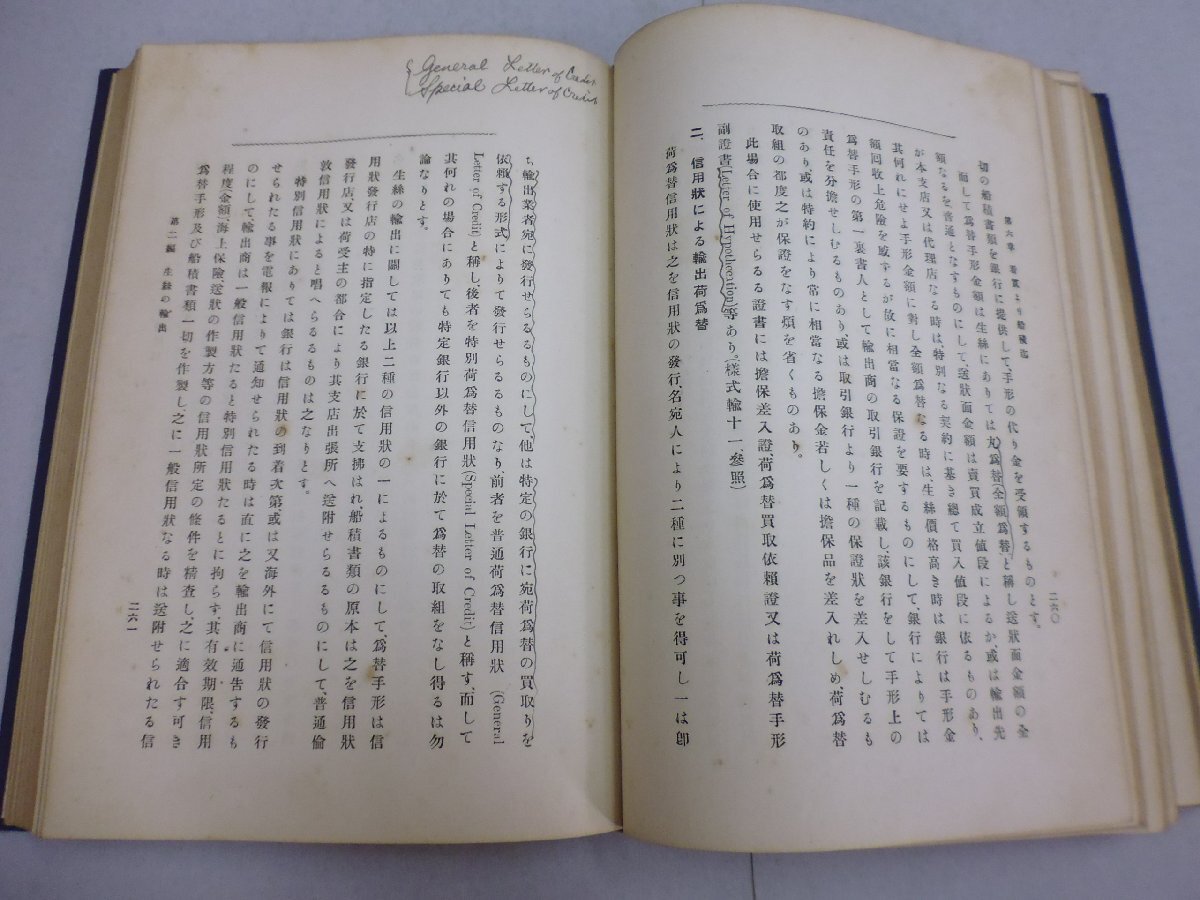 第六章 着荷より船積迄
二六〇
切の船積書類を銀行に提供して、手形の代り金を受領するものとす。
而して爲替手形金額は生絲にありては丸爲替(金額爲替)と稱し送狀面金額の全
額なるを普通となすものにして、送狀面金額は賣買成立値段によるか、或は輸出先
が本支店又は代理店なる時は、特別なる契約に基き總て買入値段に依るものあり、
其何れにせよ手形金額に對し全額爲替なる時は、生絲價格高き時は銀行は手形金
額回收上危險を感ずるが故に相當なる保證を要するものにして、銀行によりては
爲替手形の第一裏書人として輸出商の取引銀行を記載し、該銀行をして手形上の
責任を分擔せしむるものあり、或は取引銀行より一種の保證狀を差入せしむるも
のあり或は特約により常に相當なる擔保金若しくは擔保品を差入れしめ、荷爲替
取組の都度之が保證をなす煩を省くものあり。
此場合に使用せらるる證書には擔保差入證、荷爲替買取依賴證又は荷爲替手形
副證書(Letter of Hypothecation)等あり。(樣式輸十一參照)
二、信用狀による輸出荷爲替
荷爲替信用狀は之を信用狀の發行名宛人により二種に別つ事を得可し一は卽
General Letter of Credit
Special Letter of Credit
ち輸出業者宛に發行せらるるものにして、他は特定の銀行に宛荷爲替の買取りを
依賴する形式によりて發行せらるるものなり、前者を普通荷爲替信用狀 (General
Letter of Credit) と稱し、後者を特別荷爲替信用狀 (Special Letter of Credit) と稱す、而して
其何れの場合にありても特定銀行以外の銀行に於て爲替の取組をなし得るは勿
論なりとす。
生絲の輸出に關しては以上二種の信用狀の一によるものにして、爲替手形は信
用狀發行店の特に指定したる銀行に於て支拂はれ、船積書類の原本は之を信用狀
發行店、又は荷受主の都合により其支店出張所へ送附せらるるものにして、普通倫
敦信用狀によると唱へらるるものは之なりとす。
特別信用狀にありては銀行は信用狀の到着次第、或は又海外にて信用狀の發行
せられたる事を電報によりて通知せられたる時は直に之を輸出商に通告するも
のにして、輸出商は一般信用狀たると特別信用狀たるとに拘らず、其有效期限、信用
程度(金額)、海上保險送狀の作製方等の信用狀所定の條件を精査し、之に適合す可き
爲替手形及び船積書類一切を作製し、之に一般信用狀なる時は送附せられたる信
第二編 生絲の輸出
二六一